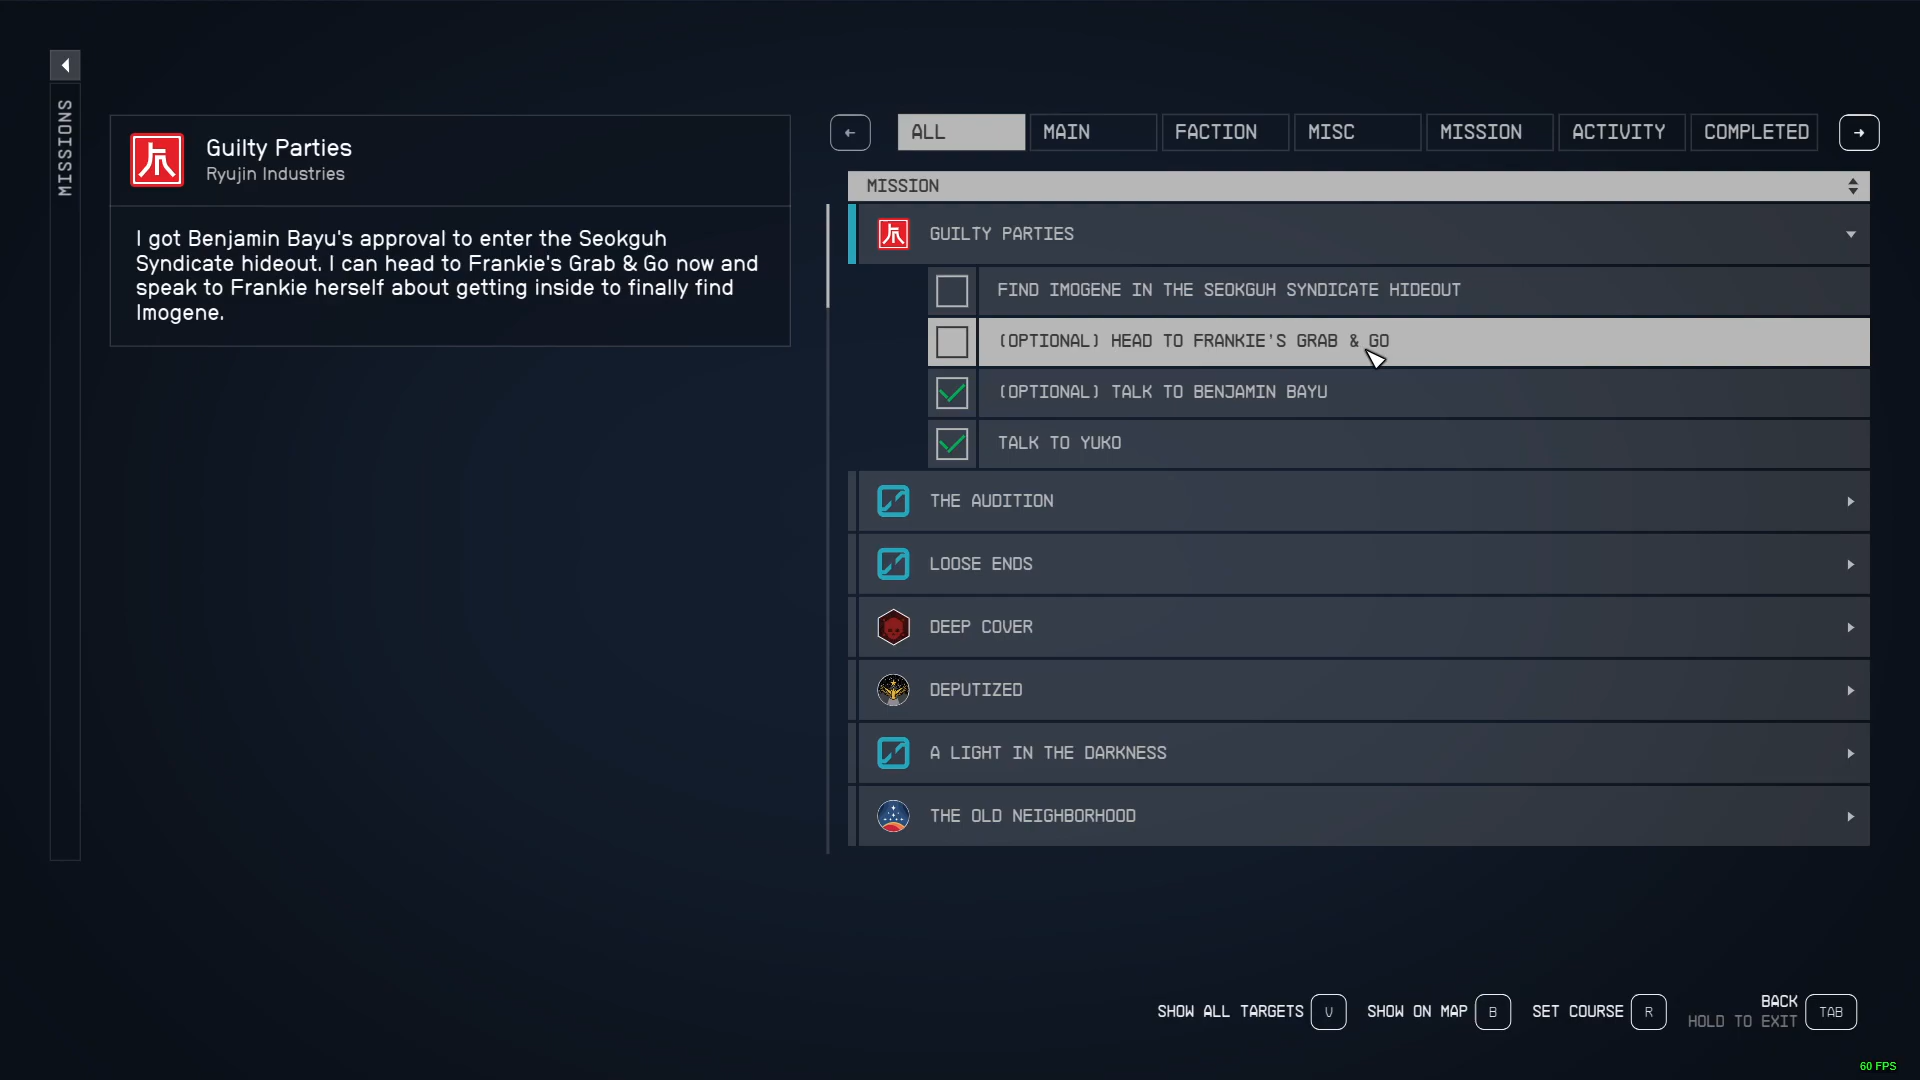 MISSIONS
Guilty Parties
Ryujin Industries
I got Benjamin Bayu's approval to enter the Seokguh
Syndicate hideout. I can head to Frankie's Grab & Go now and
speak to Frankie herself about getting inside to finally find
Imogene.
ALL
MAIN
FACTION
MISC
MISSION
ACTIVITY
COMPLETED
MISSION
GUILTY PARTIES
FIND IMOGENE IN THE SEOKGUH SYNDICATE HIDEOUT
(OPTIONAL) HEAD TO FRANKIE'S GRAB & GO
(OPTIONAL) TALK TO BENJAMIN BAYU
TALK TO YUKO
THE AUDITION
LOOSE ENDS
DEEP COVER
DEPUTIZED
A LIGHT IN THE DARKNESS
THE OLD NEIGHBORHOOD
SHOW ALL TARGETS V
SHOW ON MAP B
SET COURSE R
BACK
HOLD TO EXIT
TAB
60 FPS